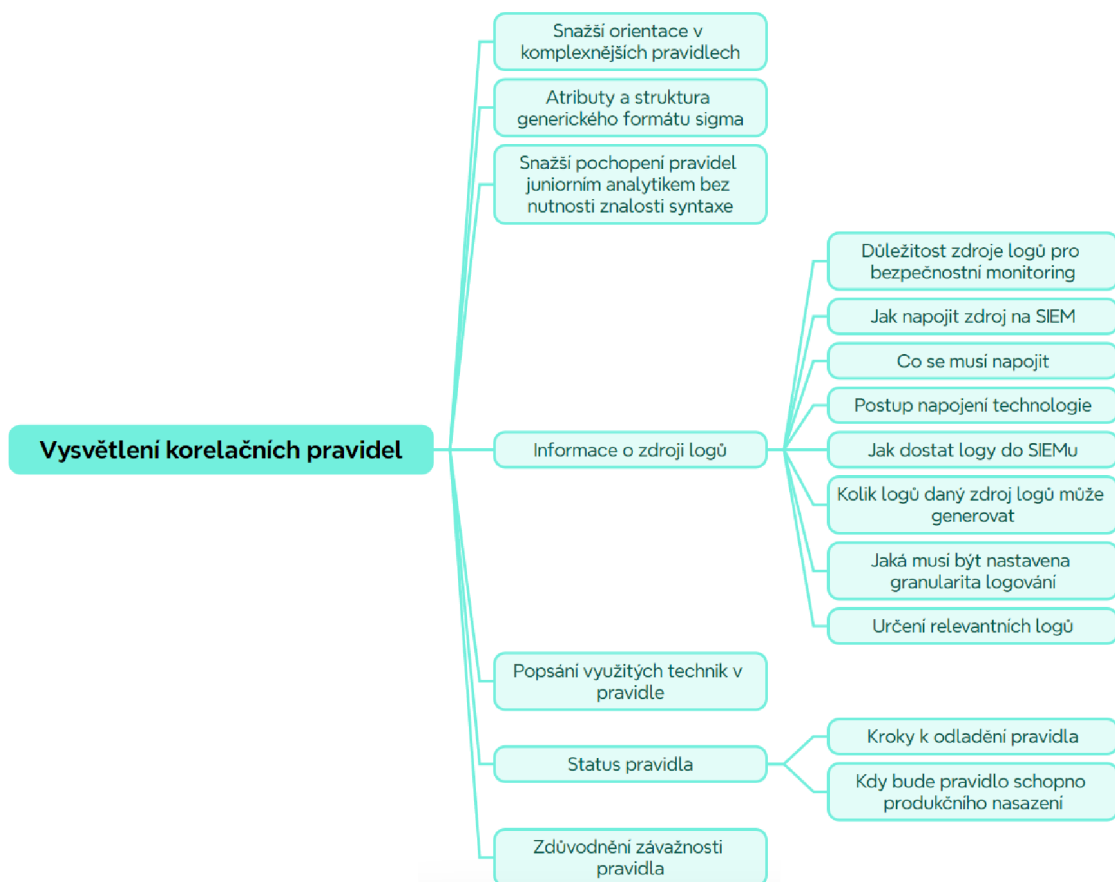 Snažší orientace v
komplexnějších pravidlech
Atributy a struktura
generického formátu sigma
Snažší pochopení pravidel
juniorním analytikem bez
nutnosti znalosti syntaxe
Důležitost zdroje logů pro
bezpečnostní monitoring
Jak napojit zdroj na SIEM
Co se musí napojit
Postup napojení technologie
Vysvětlení korelačních pravidel
Informace o zdroji logů
Jak dostat logy do SIEMu
Kolik logů daný zdroj logů může
generovat
Jaká musí být nastavena
granularita logování
Určení relevantních logů
Popsání využitých technik v
pravidle
Status pravidla
Kroky k odladění pravidla
Kdy bude pravidlo schopno
produkčního nasazení
Zdůvodnění závažnosti
pravidla